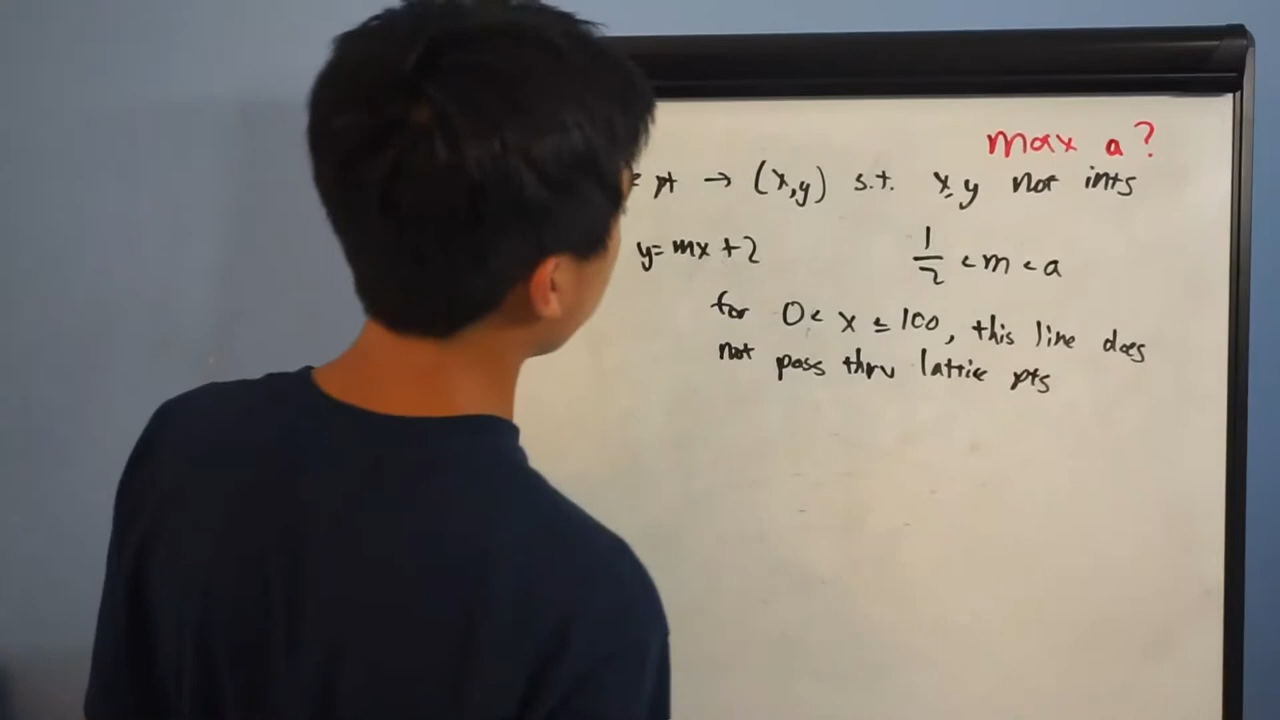 max a?
pt → (x,y) s.t. x,y not ints
y=mx+2 1/2 < m < a
for 0 < x ≤ 100, this line does
not pass thru lattice pts